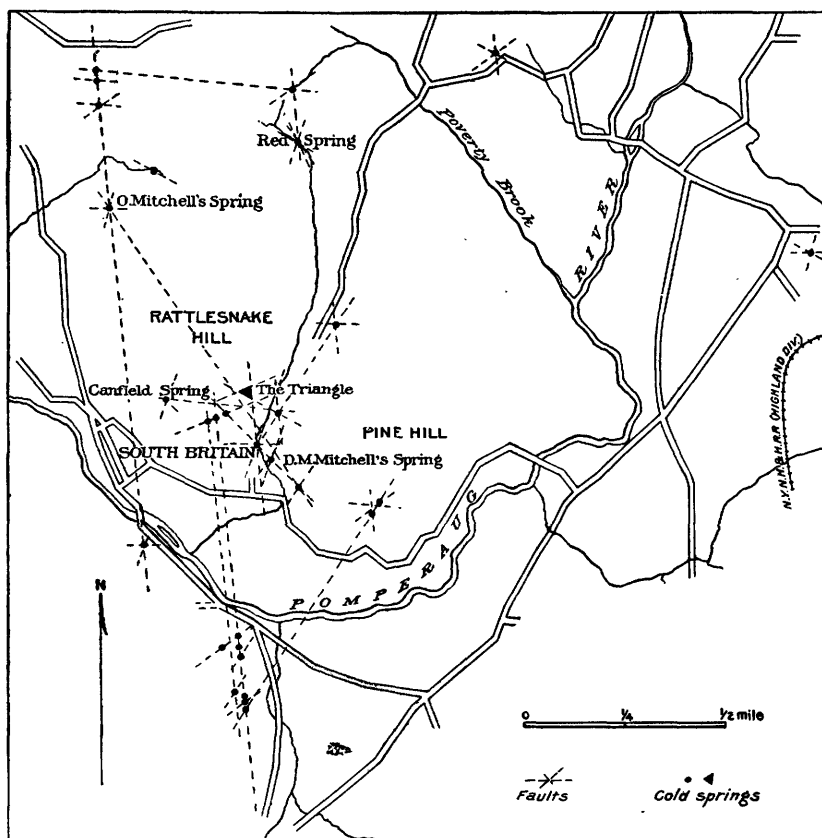 Red Spring
Poverty Brook
RIVER
O.Mitchell's Spring
RATTLESNAKE
HILL
Canfield Spring
The Triangle
PINE HILL
SOUTH BRITAIN
D.M.Mitchell's Spring
N.Y.N.H.& H.R.R. (HIGHLAND DIV.)
POMPERAUG
N
0 1/4 1/2 mile
Faults
Cold springs